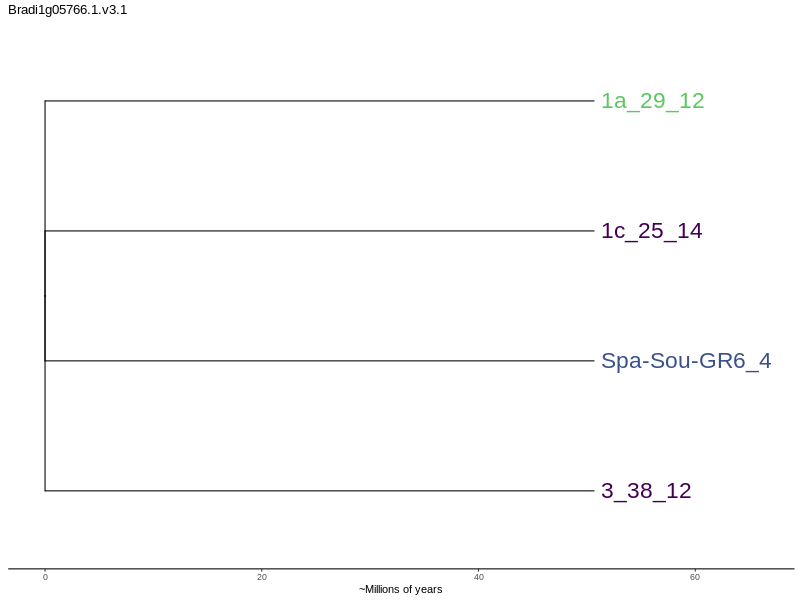 Bradi1g05766.1.v3.1
1a_29_12
1c_25_14
Spa-Sou-GR6_4
3_38_12
0 20 40 60
~Millions of years